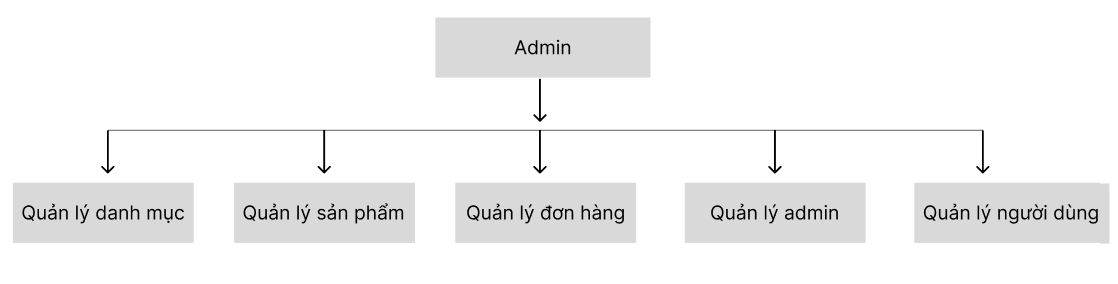 Admin
Quản lý danh mục
Quản lý sản phẩm
Quản lý đơn hàng
Quản lý admin
Quản lý người dùng